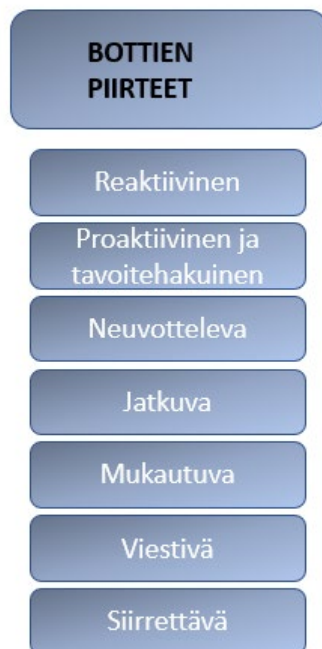 BOTTIEN
PIIRTEET
Reaktiivinen
Proaktiivinen ja
tavoitehakuinen
Neuvotteleva
Jatkuva
Mukautuva
Viestivä
Siirrettävä